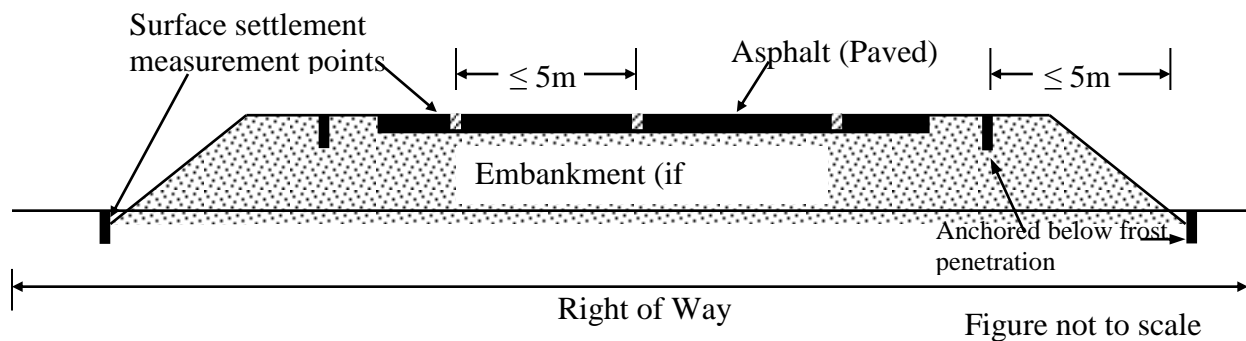 Surface settlement
measurement points
≤ 5m
Asphalt (Paved)
≤ 5m
Embankment (if
Anchored below frost
penetration
Right of Way
Figure not to scale